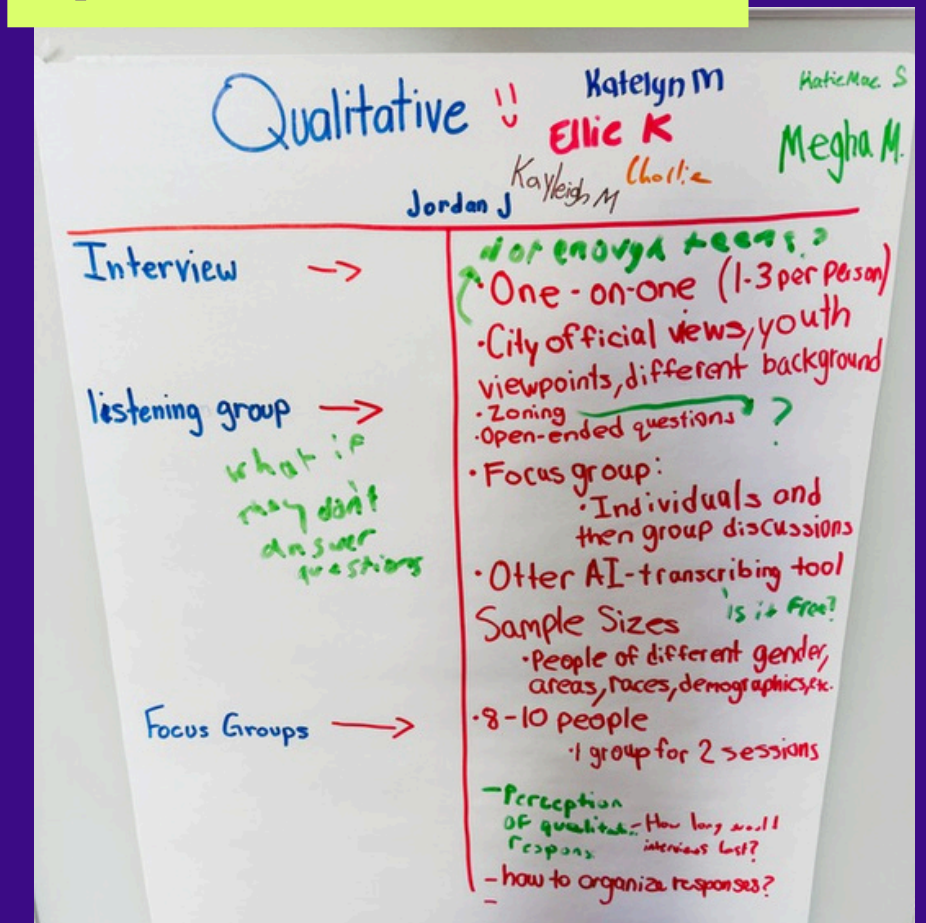 Qualitative
Katelyn M
KatieMae S
Ellie K
Megha M.
Kayleigh M
Charlie
Jordan J
Interview
Not enough teens?
• One-on-one (1-3 per person)
• City official views, youth
viewpoints, different background
listening group
• Zoning ?
• Open-ended questions
what if
they don't
answer
questions
• Focus group:
• Individuals and
then group discussions
• Otter AI-transcribing tool
is it free?
Sample Sizes
• People of different gender,
areas, races, demographics, etc.
Focus Groups
• 8-10 people
• 1 group for 2 sessions
- Perception
of
- How long would
interviews last?
- how to organize responses?
-